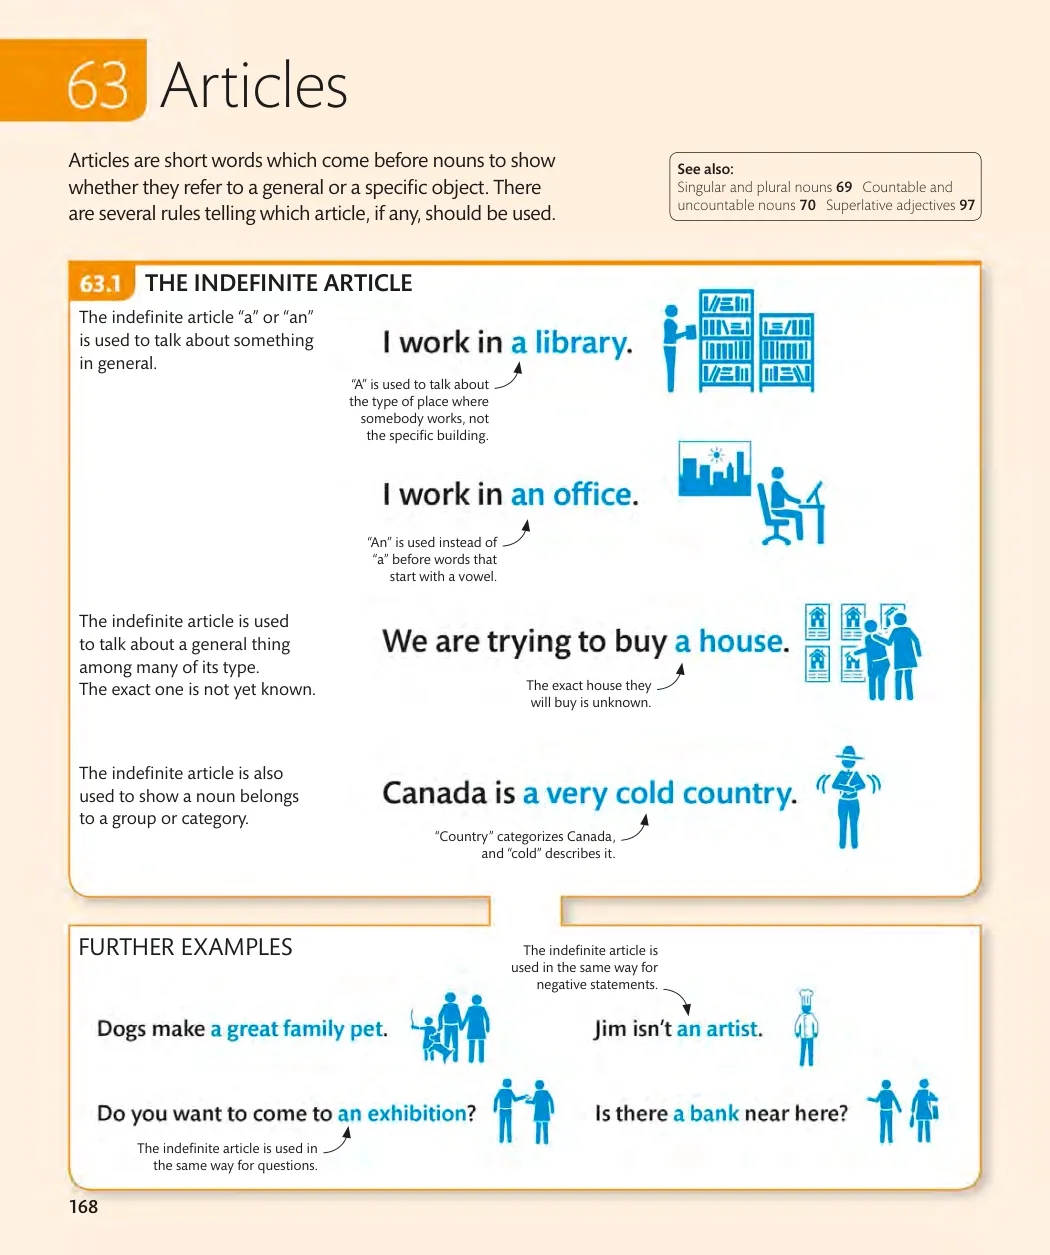 63 Articles
Articles are short words which come before nouns to show
whether they refer to a general or a specific object. There
are several rules telling which article, if any, should be used.
See also:
Singular and plural nouns 69 Countable and
uncountable nouns 70 Superlative adjectives 97
63.1 THE INDEFINITE ARTICLE
The indefinite article “a” or “an”
is used to talk about something
in general.
I work in a library.
“A” is used to talk about
the type of place where
somebody works, not
the specific building.
I work in an office.
“An” is used instead of
“a” before words that
start with a vowel.
The indefinite article is used
to talk about a general thing
among many of its type.
The exact one is not yet known.
We are trying to buy a house.
The exact house they
will buy is unknown.
The indefinite article is also
used to show a noun belongs
to a group or category.
Canada is a very cold country.
“Country” categorizes Canada,
and “cold” describes it.
FURTHER EXAMPLES
The indefinite article is
used in the same way for
negative statements.
Dogs make a great family pet.
Jim isn’t an artist.
Do you want to come to an exhibition?
The indefinite article is used in
the same way for questions.
Is there a bank near here?
168